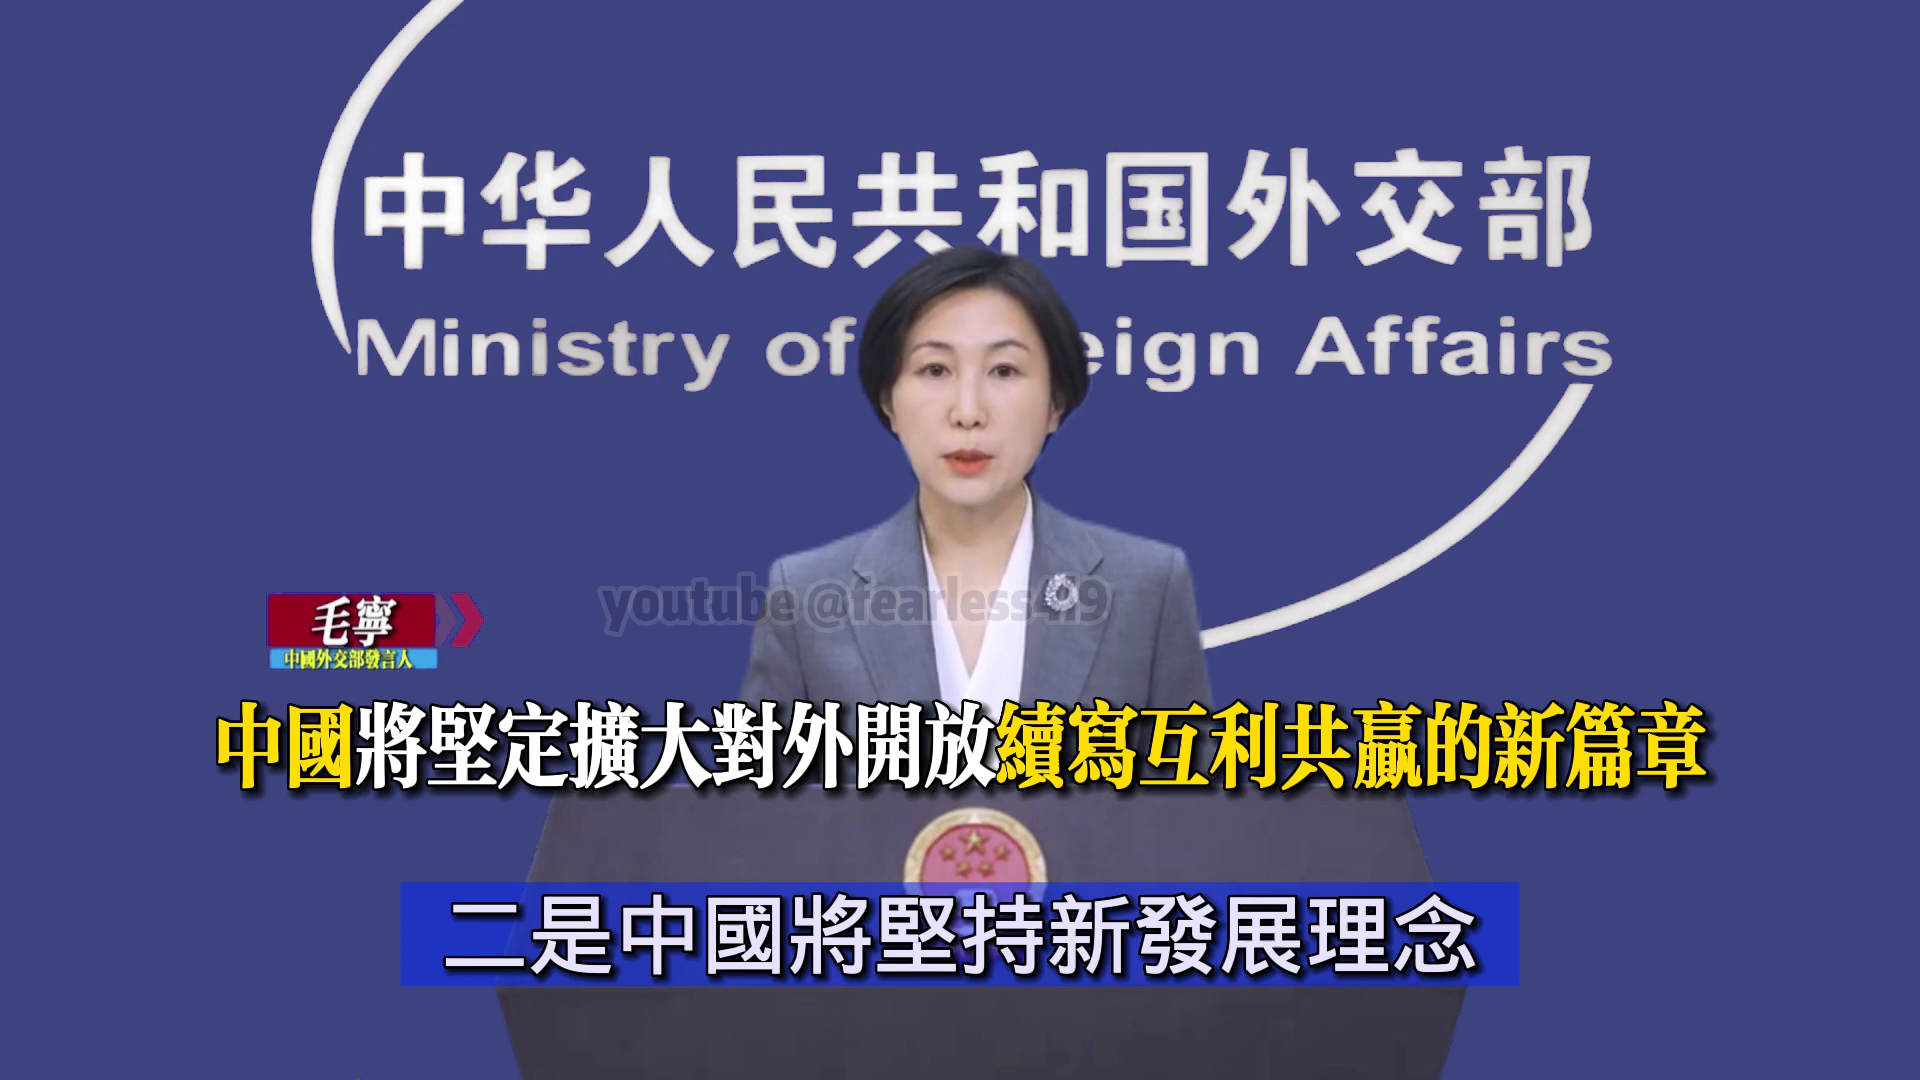 中华人民共和国外交部
Ministry of eign Affairs
youtube @fearless419
毛寧
中國外交部發言人
中國將堅定擴大對外開放續寫互利共贏的新篇章
二是中國將堅持新發展理念